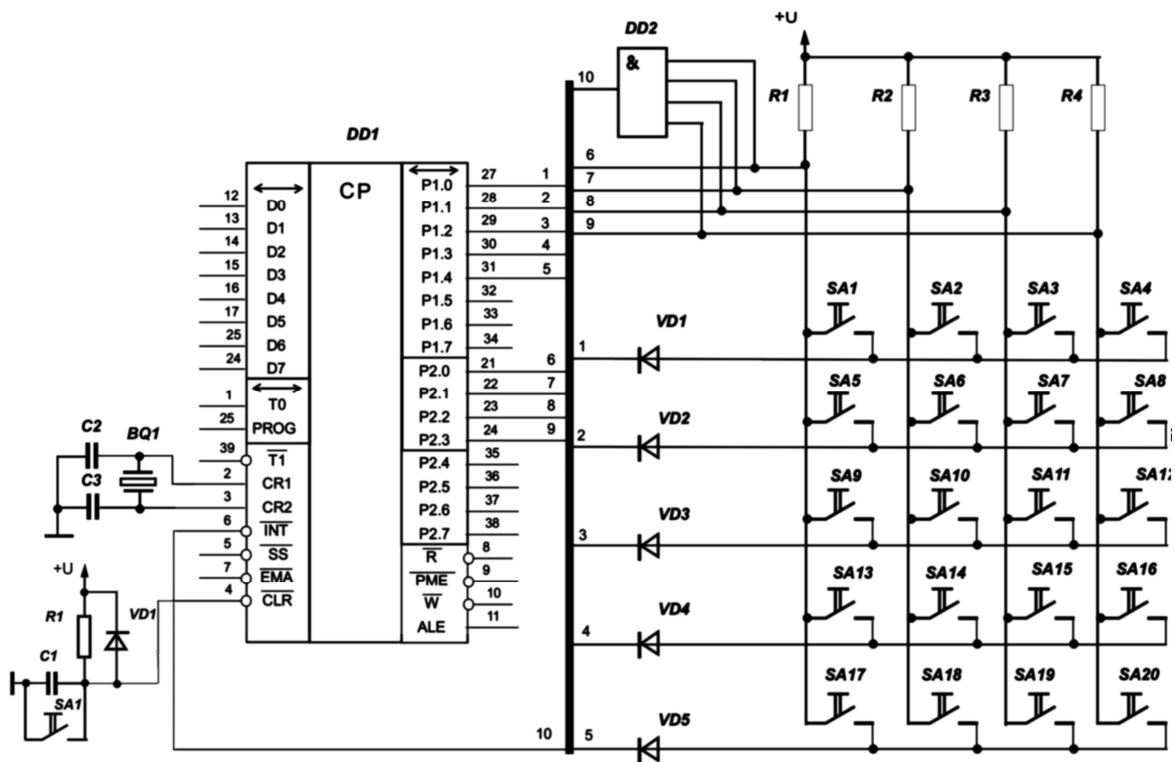 +U
DD2
&
10
R1
R2
R3
R4
DD1
CP
6
7
8
9
12 D0
13 D1
14 D2
15 D3
16 D4
17 D5
25 D6
24 D7
1 T0
25 PROG
39 T1
2 CR1
3 CR2
6 INT
5 SS
7 EMA
4 CLR
P1.0 27 1
P1.1 28 2
P1.2 29 3
P1.3 30 4
P1.4 31 5
P1.5 32
P1.6 33
P1.7 34
P2.0 21 6
P2.1 22 7
P2.2 23 8
P2.3 24 9
P2.4 35
P2.5 36
P2.6 37
P2.7 38
R 8
PME 9
W 10
ALE 11
C2
BQ1
C3
+U
R1
VD1
C1
SA1
10
SA1 SA2 SA3 SA4
1 VD1
SA5 SA6 SA7 SA8
2 VD2
SA9 SA10 SA11 SA12
3 VD3
SA13 SA14 SA15 SA16
4 VD4
SA17 SA18 SA19 SA20
5 VD5